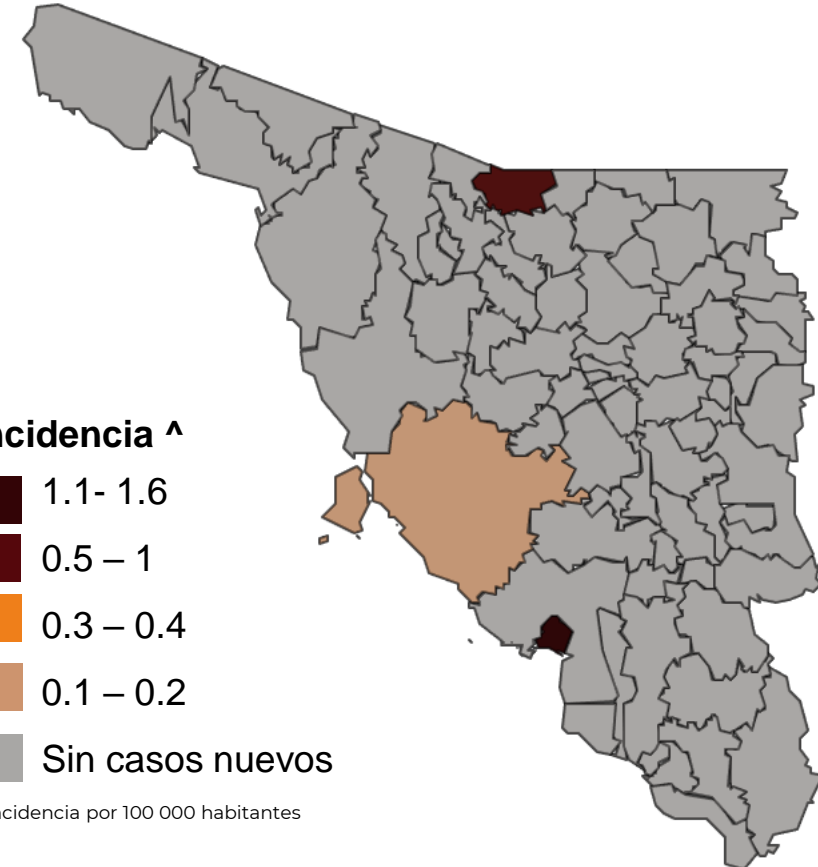 ncidencia ^
1.1- 1.6
0.5 – 1
0.3 – 0.4
0.1 – 0.2
Sin casos nuevos
ncidencia por 100 000 habitantes